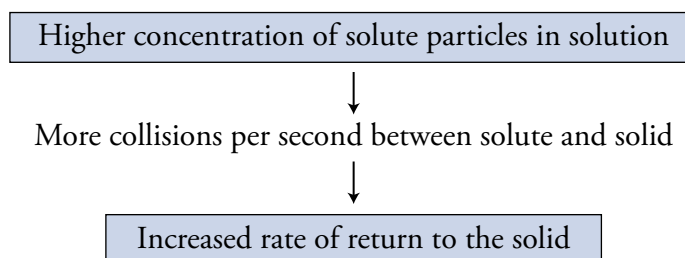 Higher concentration of solute particles in solution
More collisions per second between solute and solid
Increased rate of return to the solid